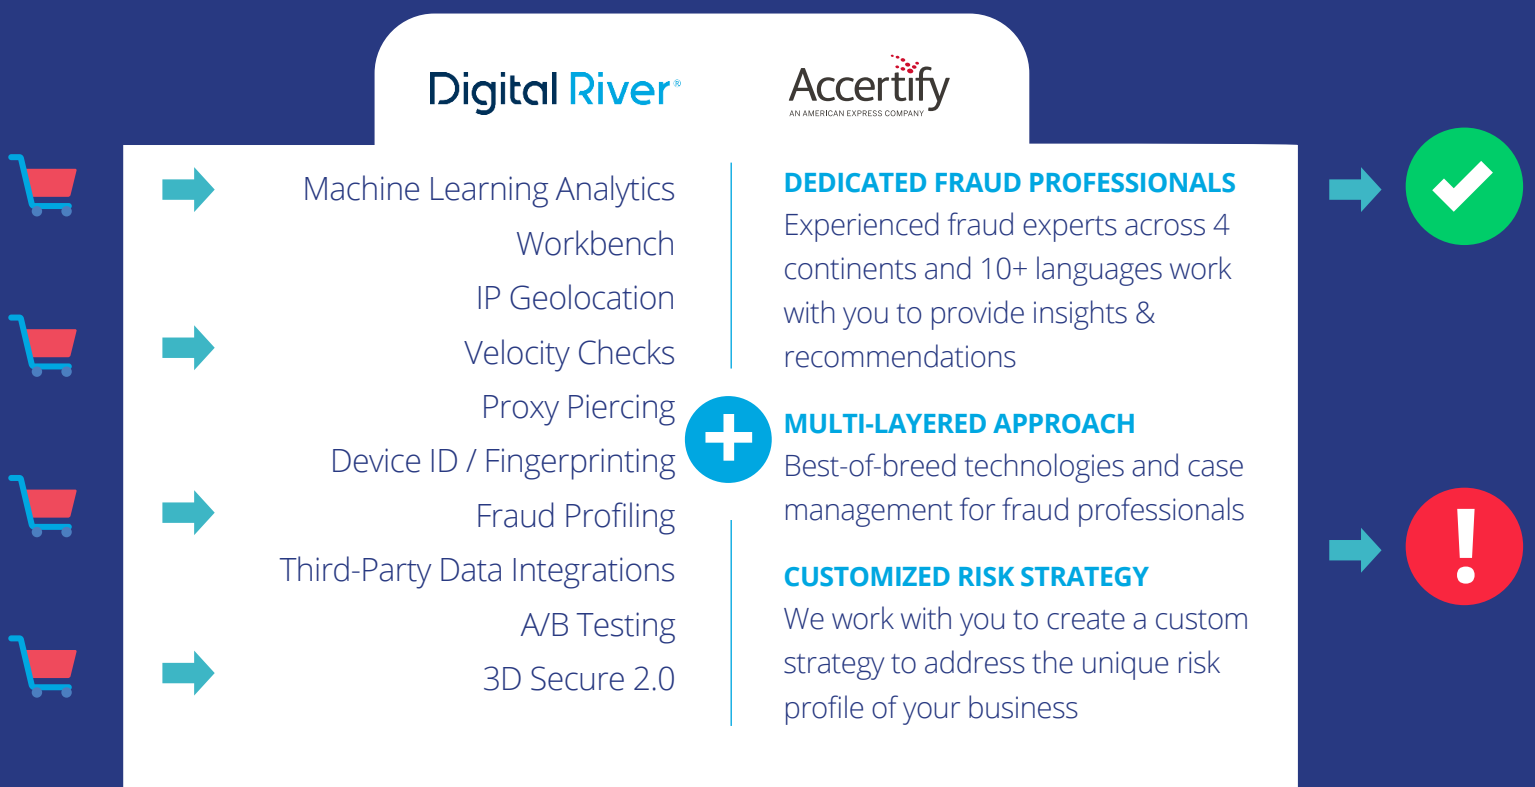 Digital River®
Accertify
AN AMERICAN EXPRESS COMPANY
Machine Learning Analytics
Workbench
IP Geolocation
Velocity Checks
Proxy Piercing
Device ID / Fingerprinting
Fraud Profiling
Third-Party Data Integrations
A/B Testing
3D Secure 2.0
DEDICATED FRAUD PROFESSIONALS
Experienced fraud experts across 4
continents and 10+ languages work
with you to provide insights &
recommendations
MULTI-LAYERED APPROACH
Best-of-breed technologies and case
management for fraud professionals
CUSTOMIZED RISK STRATEGY
We work with you to create a custom
strategy to address the unique risk
profile of your business